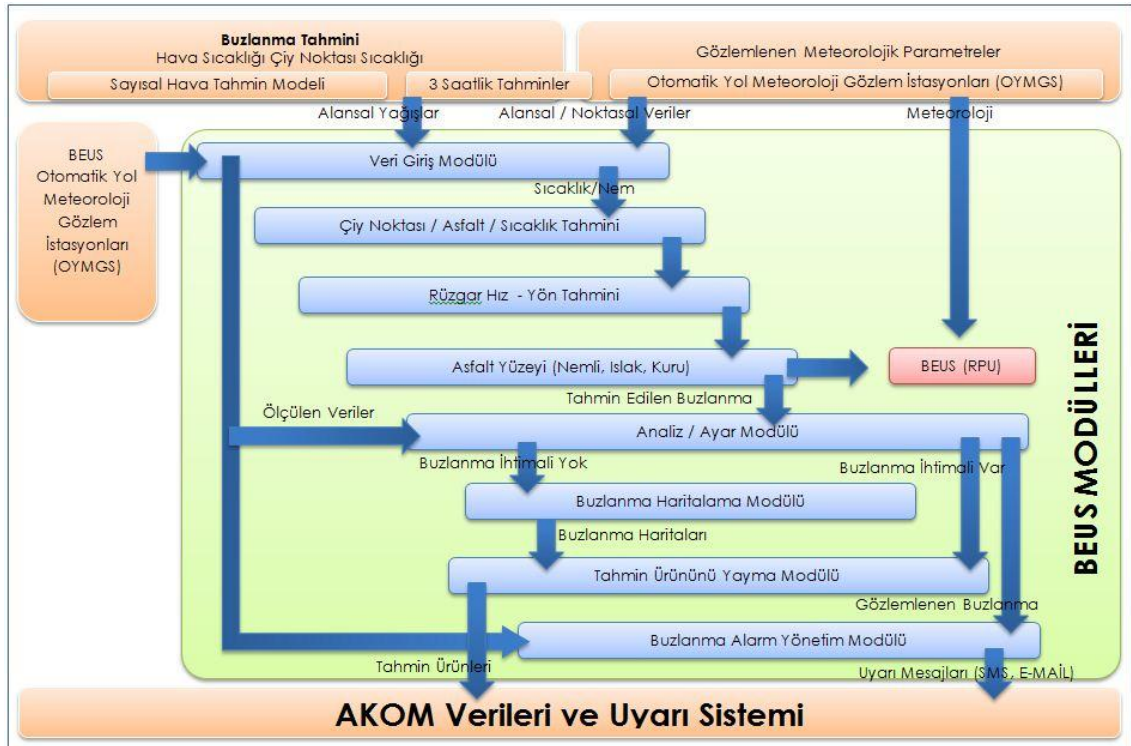 Buzlanma Tahmini
Hava Sıcaklığı Çiy Noktası Sıcaklığı
Sayısal Hava Tahmin Modeli
3 Saatlik Tahminler
Gözlemlenen Meteorolojik Parametreler
Otomatik Yol Meteoroloji Gözlem İstasyonları (OYMGS)
Alansal Yağışlar
Alansal / Noktasal Veriler
Meteoroloji
BEUS
Otomatik Yol
Meteoroloji
Gözlem
İstasyonları
(OYMGS)
Veri Giriş Modülü
Sıcaklık/Nem
Çiy Noktası / Asfalt / Sıcaklık Tahmini
Rüzgar Hız - Yön Tahmini
Asfalt Yüzeyi (Nemli, Islak, Kuru)
BEUS (RPU)
Tahmin Edilen Buzlanma
Ölçülen Veriler
Analiz / Ayar Modülü
Buzlanma İhtimali Yok
Buzlanma İhtimali Var
Buzlanma Haritalama Modülü
Buzlanma Haritaları
Tahmin Ürününü Yayma Modülü
Gözlemlenen Buzlanma
Buzlanma Alarm Yönetim Modülü
Tahmin Ürünleri
Uyarı Mesajları (SMS, E-MAİL)
BEUS MODÜLLERİ
AKOM Verileri ve Uyarı Sistemi